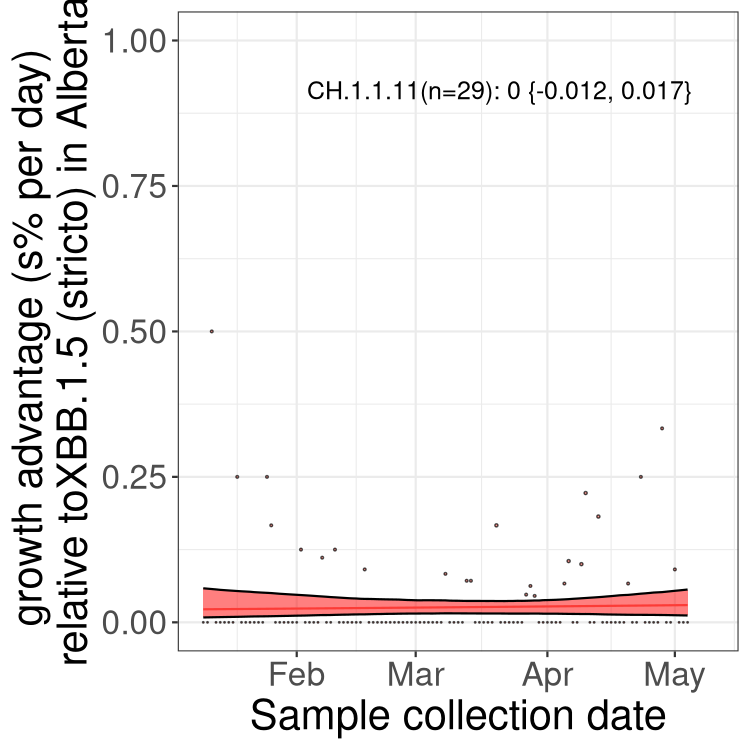 growth advantage (s% per day)
relative toXBB.1.5 (stricto) in Alberta
1.00
CH.1.1.11(n=29): 0 {-0.012, 0.017}
0.75
0.50
0.25
0.00
Feb Mar Apr May
Sample collection date